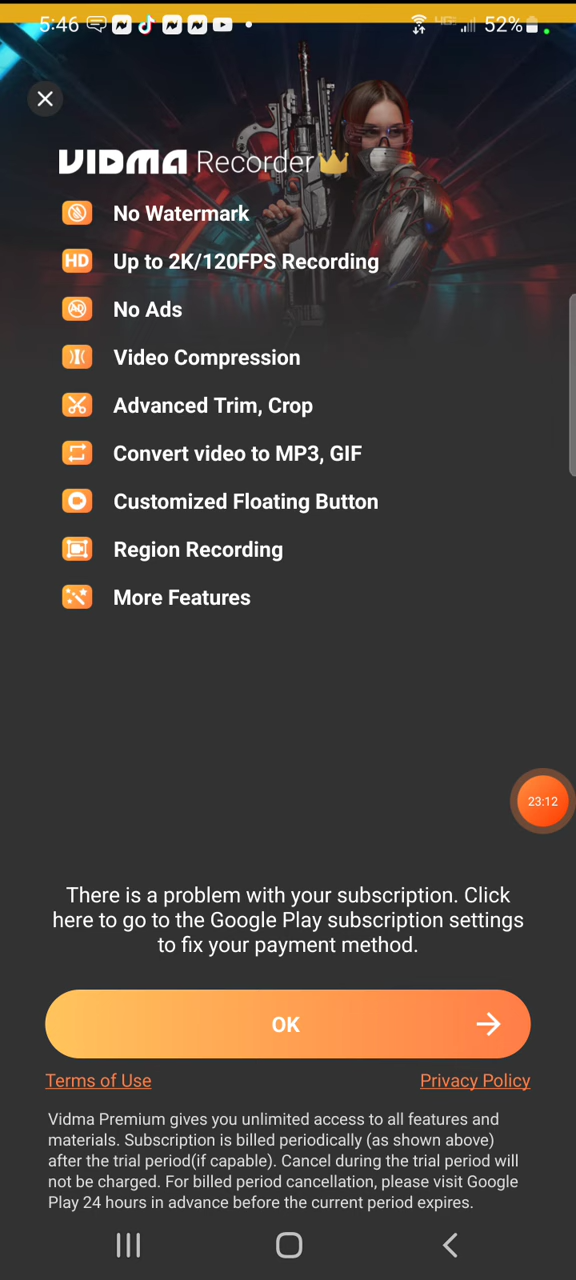 5:46 52%
VIDMA Recorder
No Watermark
HD Up to 2K/120FPS Recording
AD No Ads
Video Compression
Advanced Trim, Crop
Convert video to MP3, GIF
Customized Floating Button
Region Recording
More Features
23:12
There is a problem with your subscription. Click
here to go to the Google Play subscription settings
to fix your payment method.
OK
Terms of Use Privacy Policy
Vidma Premium gives you unlimited access to all features and
materials. Subscription is billed periodically (as shown above)
after the trial period(if capable). Cancel during the trial period will
not be charged. For billed period cancellation, please visit Google
Play 24 hours in advance before the current period expires.